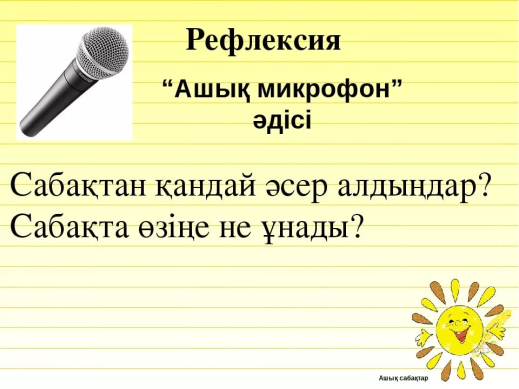 Рефлексия
“Ашық микрофон”
әдісі
Сабақтан қандай әсер алдыңдар?
Сабақта өзіңе не ұнады?
Ашық сабақтар